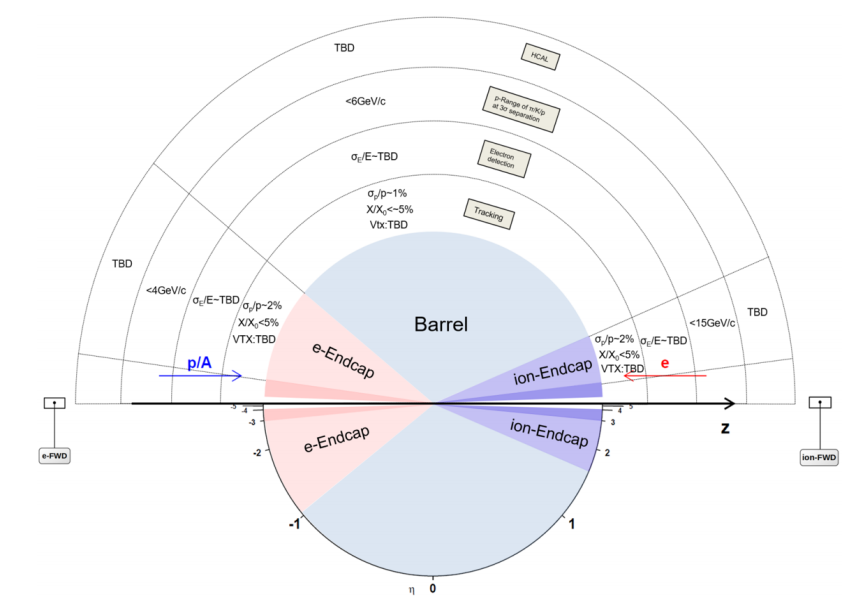 TBD
HCAL
<6GeV/c
p-Range of π/K/p
at 3σ separation
σE/E~TBD
Electron
detection
σp/p~1%
X/X0<~5%
Vtx:TBD
Tracking
TBD
<4GeV/c
σE/E~TBD
σp/p~2%
X/X0<5%
VTX:TBD
p/A
Barrel
e-Endcap
ion-Endcap
σp/p~2%
X/X0<5%
VTX:TBD
σE/E~TBD
<15GeV/c
TBD
e
z
e-FWD
ion-FWD
e-Endcap
ion-Endcap
-5
-4
-3
-2
-1
η 0
1
2
3
4
5